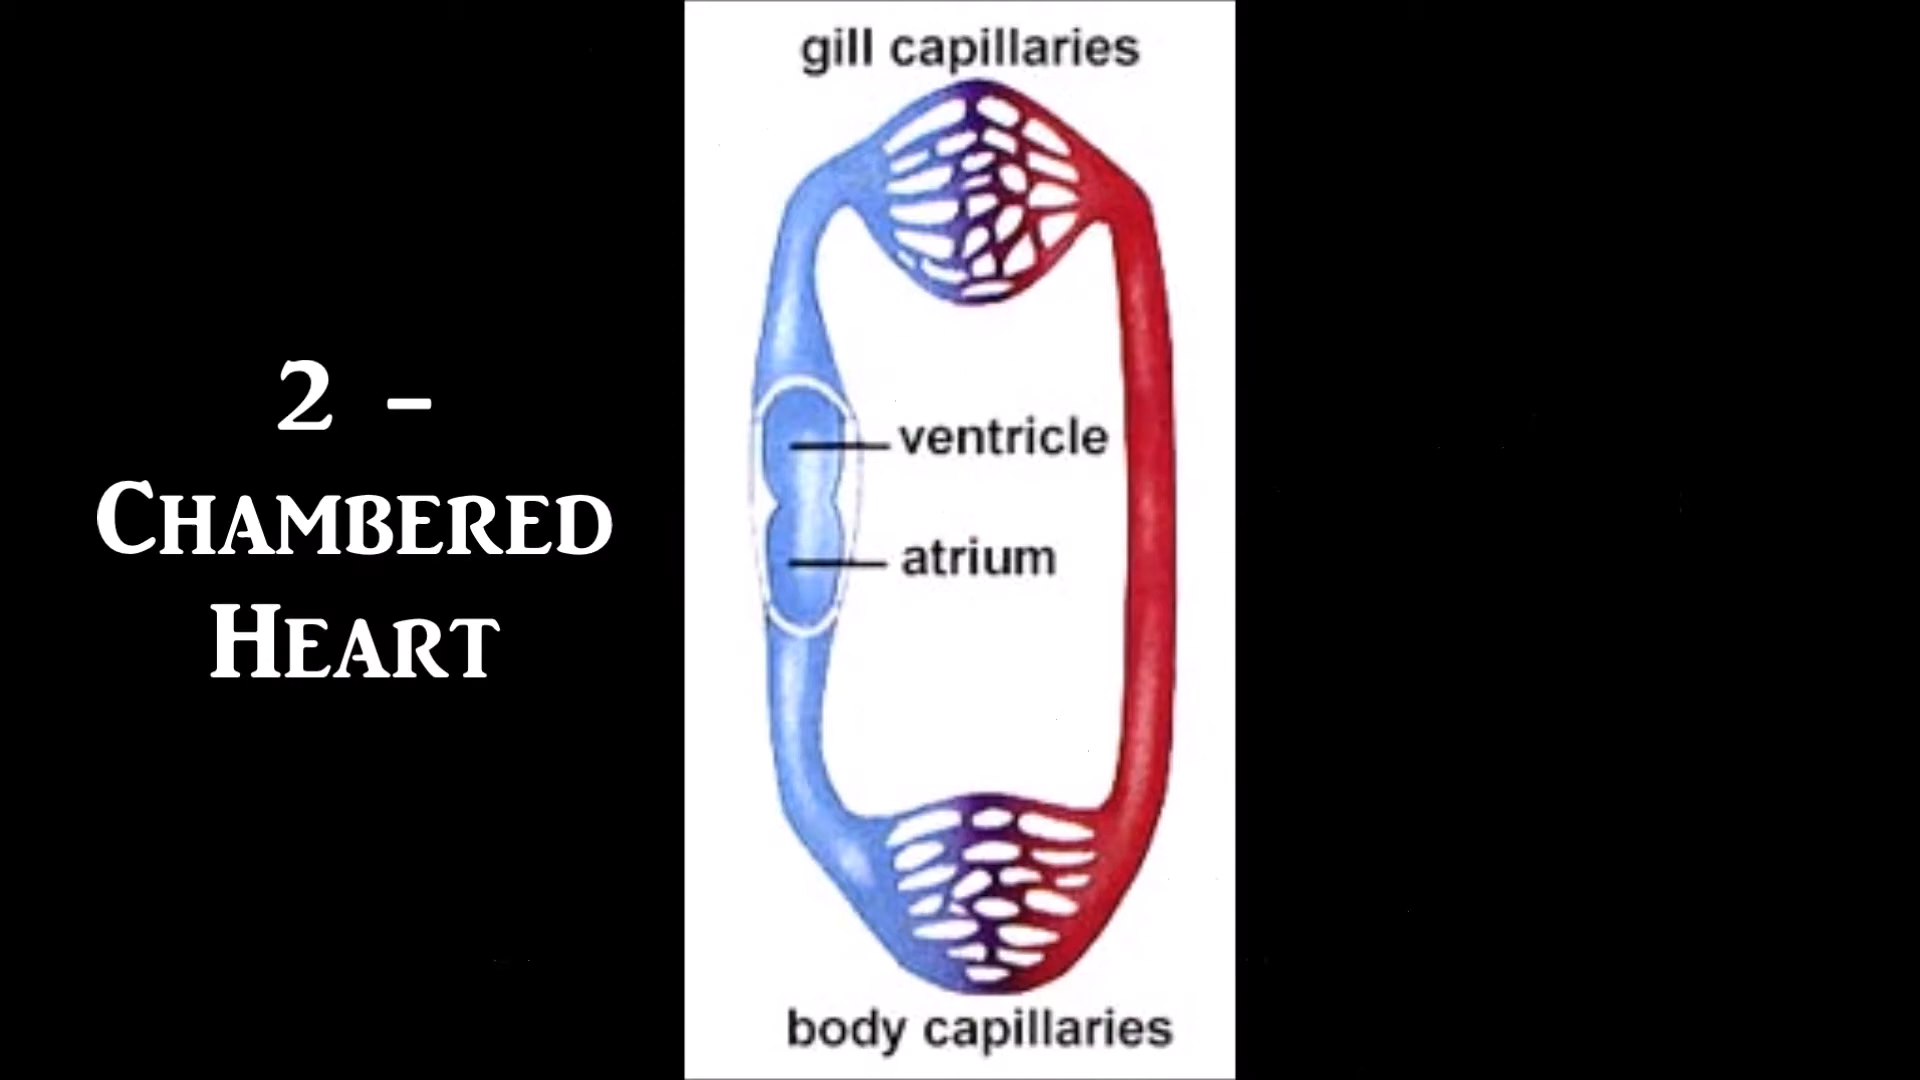 2 -
Chambered
Heart
gill capillaries
ventricle
atrium
body capillaries